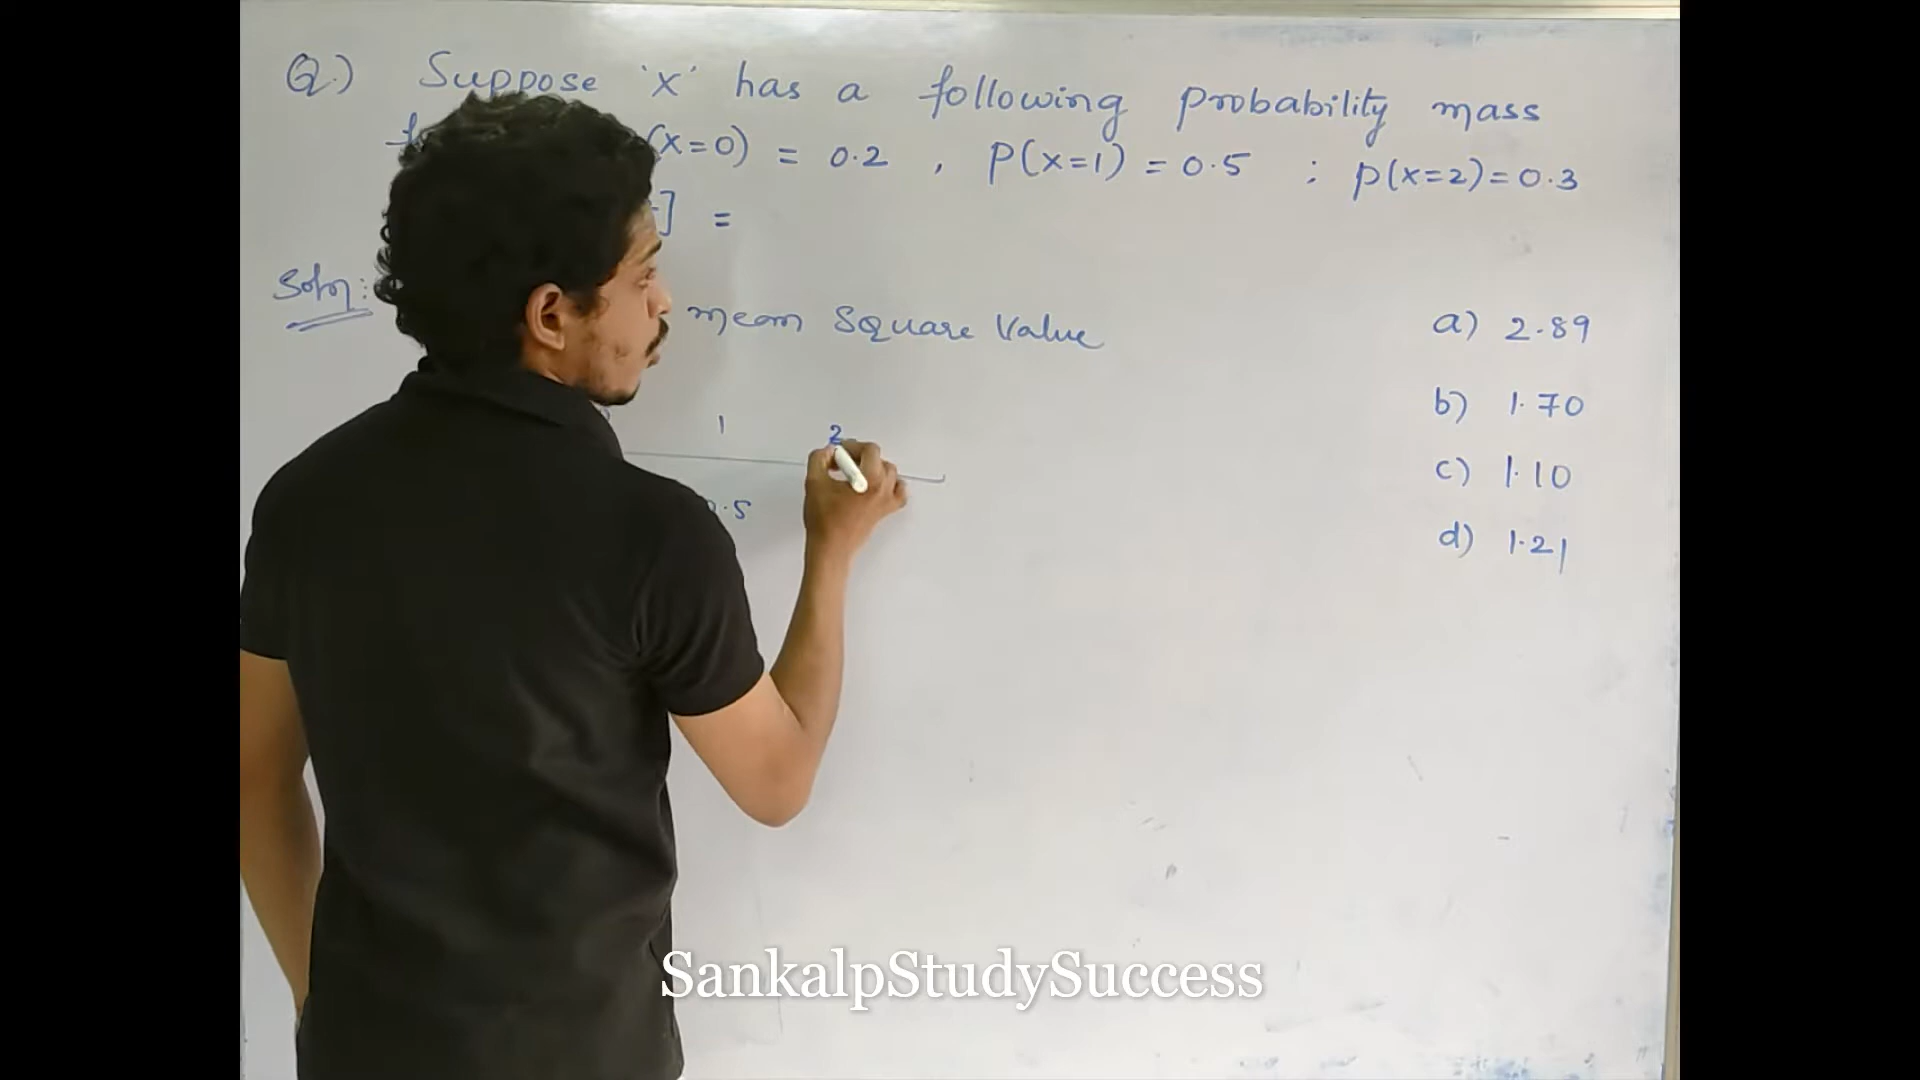 Q.) Suppose 'x' has a following probability mass
(x=0) = 0.2 , P(x=1) = 0.5 ; p(x=2) = 0.3
] =
Soln:
mean Square Value
a) 2.89
b) 1.70
c) 1.10
d) 1.21
1 2
0.5
SankalpStudySuccess